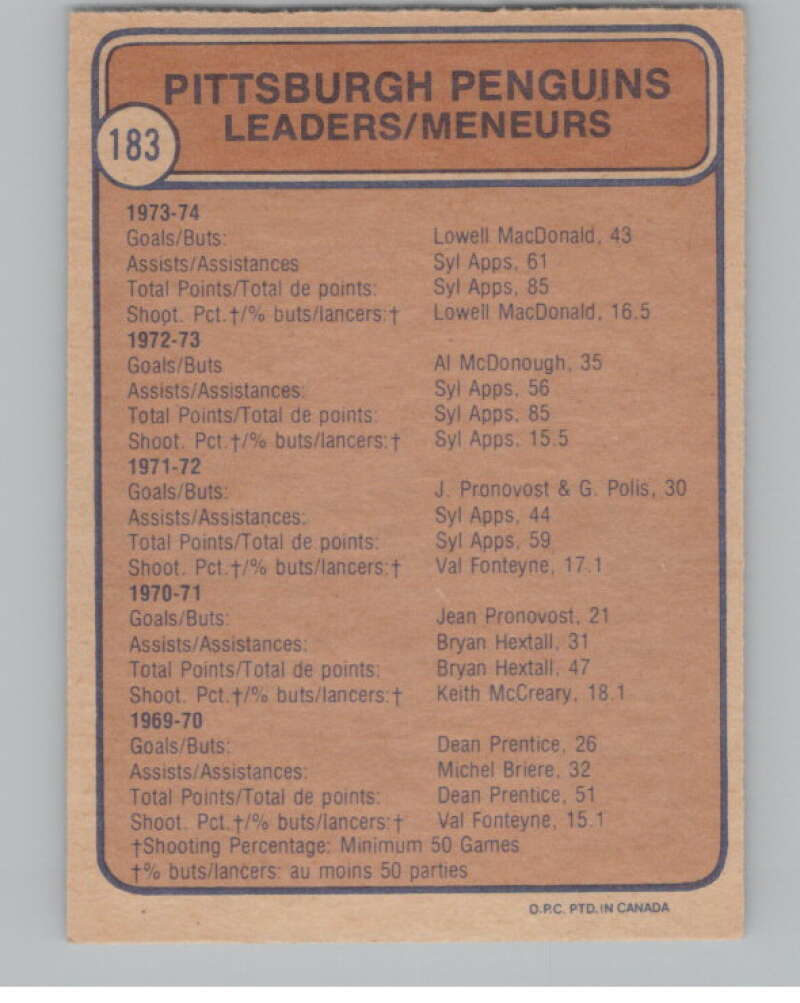 PITTSBURGH PENGUINS
LEADERS/MENEURS
183
1973-74
Goals/Buts: Lowell MacDonald, 43
Assists/Assistances Syl Apps, 61
Total Points/Total de points: Syl Apps, 85
Shoot. Pct.†/% buts/lancers:† Lowell MacDonald, 16.5
1972-73
Goals/Buts Al McDonough, 35
Assists/Assistances: Syl Apps, 56
Total Points/Total de points: Syl Apps, 85
Shoot. Pct.†/% buts/lancers:† Syl Apps, 15.5
1971-72
Goals/Buts: J. Pronovost & G. Polis, 30
Assists/Assistances: Syl Apps, 44
Total Points/Total de points: Syl Apps, 59
Shoot. Pct.†/% buts/lancers:† Val Fonteyne, 17.1
1970-71
Goals/Buts: Jean Pronovost, 21
Assists/Assistances: Bryan Hextall, 31
Total Points/Total de points: Bryan Hextall, 47
Shoot. Pct.†/% buts/lancers:† Keith McCreary, 18.1
1969-70
Goals/Buts: Dean Prentice, 26
Assists/Assistances: Michel Briere, 32
Total Points/Total de points: Dean Prentice, 51
Shoot. Pct.†/% buts/lancers:† Val Fonteyne, 15.1
†Shooting Percentage: Minimum 50 Games
†% buts/lancers: au moins 50 parties
O.P.C. PTD. IN CANADA